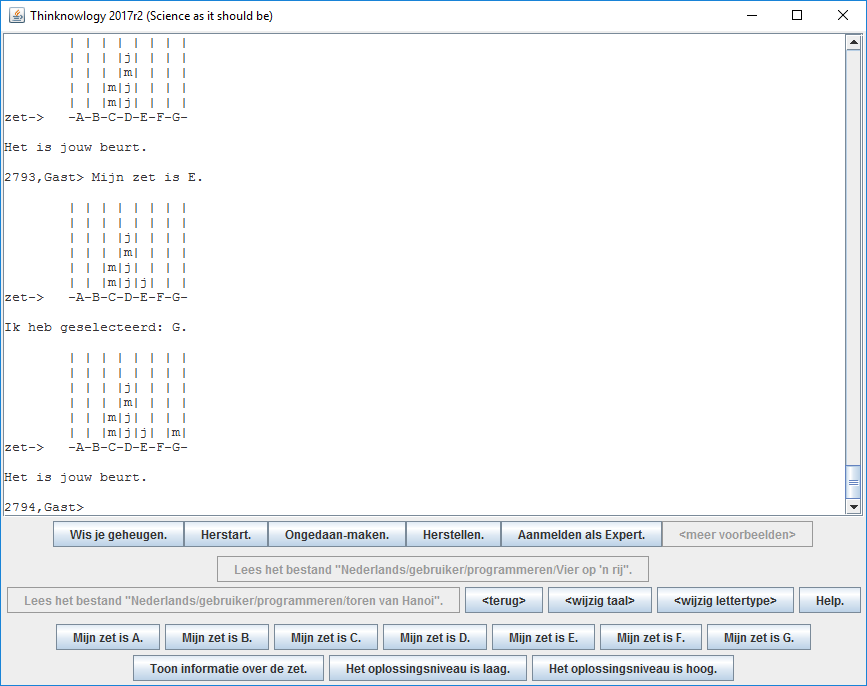 | | | | | | | |
        | | | |j| | | |
        | | | |m| | | |
        | | |m|j| | | |
        | | |m|j| | | |
zet->   -A-B-C-D-E-F-G-
Het is jouw beurt.
2793,Gast> Mijn zet is E.
        | | | | | | | |
        | | | | | | | |
        | | | |j| | | |
        | | | |m| | | |
        | | |m|j| | | |
        | | |m|j|j| | |
zet->   -A-B-C-D-E-F-G-
Ik heb geselecteerd: G.
        | | | | | | | |
        | | | | | | | |
        | | | |j| | | |
        | | | |m| | | |
        | | |m|j| | | |
        | | |m|j|j| |m|
zet->   -A-B-C-D-E-F-G-
Het is jouw beurt.
2794,Gast>
Thinknowlogy 2017r2 (Science as it should be)
Wis je geheugen. Herstart. Ongedaan-maken. Herstellen. Aanmelden als Expert. <meer voorbeelden>
Lees het bestand "Nederlands/gebruiker/programmeren/Vier op 'n rij".
Lees het bestand "Nederlands/gebruiker/programmeren/toren van Hanoi". <terug> <wijzig taal> <wijzig lettertype> Help.
Mijn zet is A. Mijn zet is B. Mijn zet is C. Mijn zet is D. Mijn zet is E. Mijn zet is F. Mijn zet is G.
Toon informatie over de zet. Het oplossingsniveau is laag. Het oplossingsniveau is hoog.